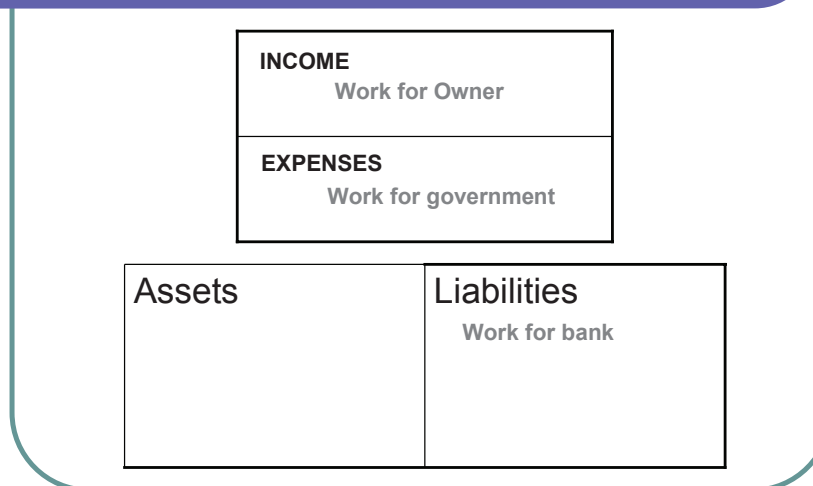 INCOME
Work for Owner
EXPENSES
Work for government
Assets
Liabilities
Work for bank